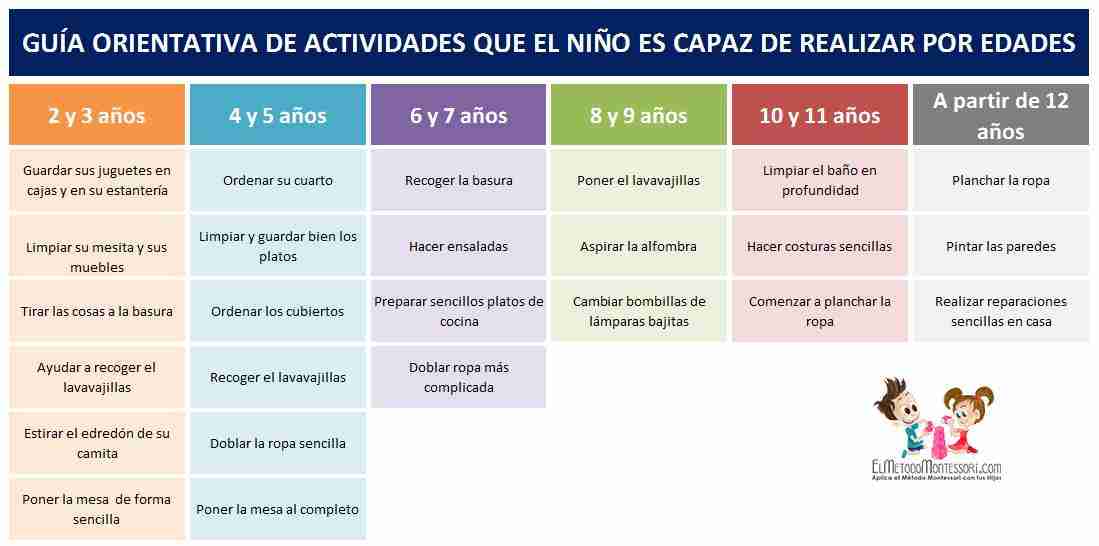 GUÍA ORIENTATIVA DE ACTIVIDADES QUE EL NIÑO ES CAPAZ DE REALIZAR POR EDADES
2 y 3 años
4 y 5 años
6 y 7 años
8 y 9 años
10 y 11 años
A partir de 12
años
Guardar sus juguetes en
cajas y en su estantería
Ordenar su cuarto
Recoger la basura
Poner el lavavajillas
Limpiar el baño en
profundidad
Planchar la ropa
Limpiar su mesita y sus
muebles
Limpiar y guardar bien los
platos
Hacer ensaladas
Aspirar la alfombra
Hacer costuras sencillas
Pintar las paredes
Tirar las cosas a la basura
Ordenar los cubiertos
Preparar sencillos platos de
cocina
Cambiar bombillas de
lámparas bajitas
Comenzar a planchar la
ropa
Realizar reparaciones
sencillas en casa
Ayudar a recoger el
lavavajillas
Recoger el lavavajillas
Doblar ropa más
complicada
Estirar el edredón de su
camita
Doblar la ropa sencilla
Poner la mesa de forma
sencilla
Poner la mesa al completo
ElMetodoMontessori.com
Aplica el Método Montessori con tus Hijos